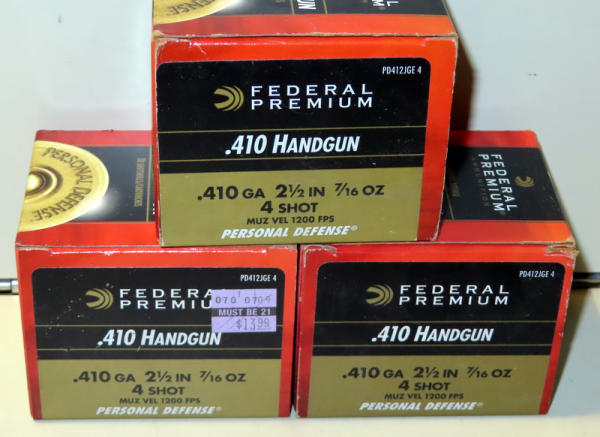 HANDGUN
PD412JGE 4
FEDERAL
PREMIUM
.410 HANDGUN
.410 GA 2½ IN 7/16 OZ
4 SHOT
MUZ VEL 1200 FPS
PERSONAL DEFENSE®
PERSONAL DEFENSE
FEDERAL
PREMIUM
AMMUNITION
PD412JGE 4
FEDERAL
PREMIUM
070
MUST BE 21
$13.99
.410 HANDGUN
.410 GA 2½ IN 7/16 OZ
4 SHOT
MUZ VEL 1200 FPS
PERSONAL DEFENSE®
PD412JGE 4
FEDERAL
PREMIUM
.410 HANDGUN
.410 GA 2½ IN 7/16 OZ
4 SHOT
MUZ VEL 1200 FPS
PERSONAL DEFENSE®